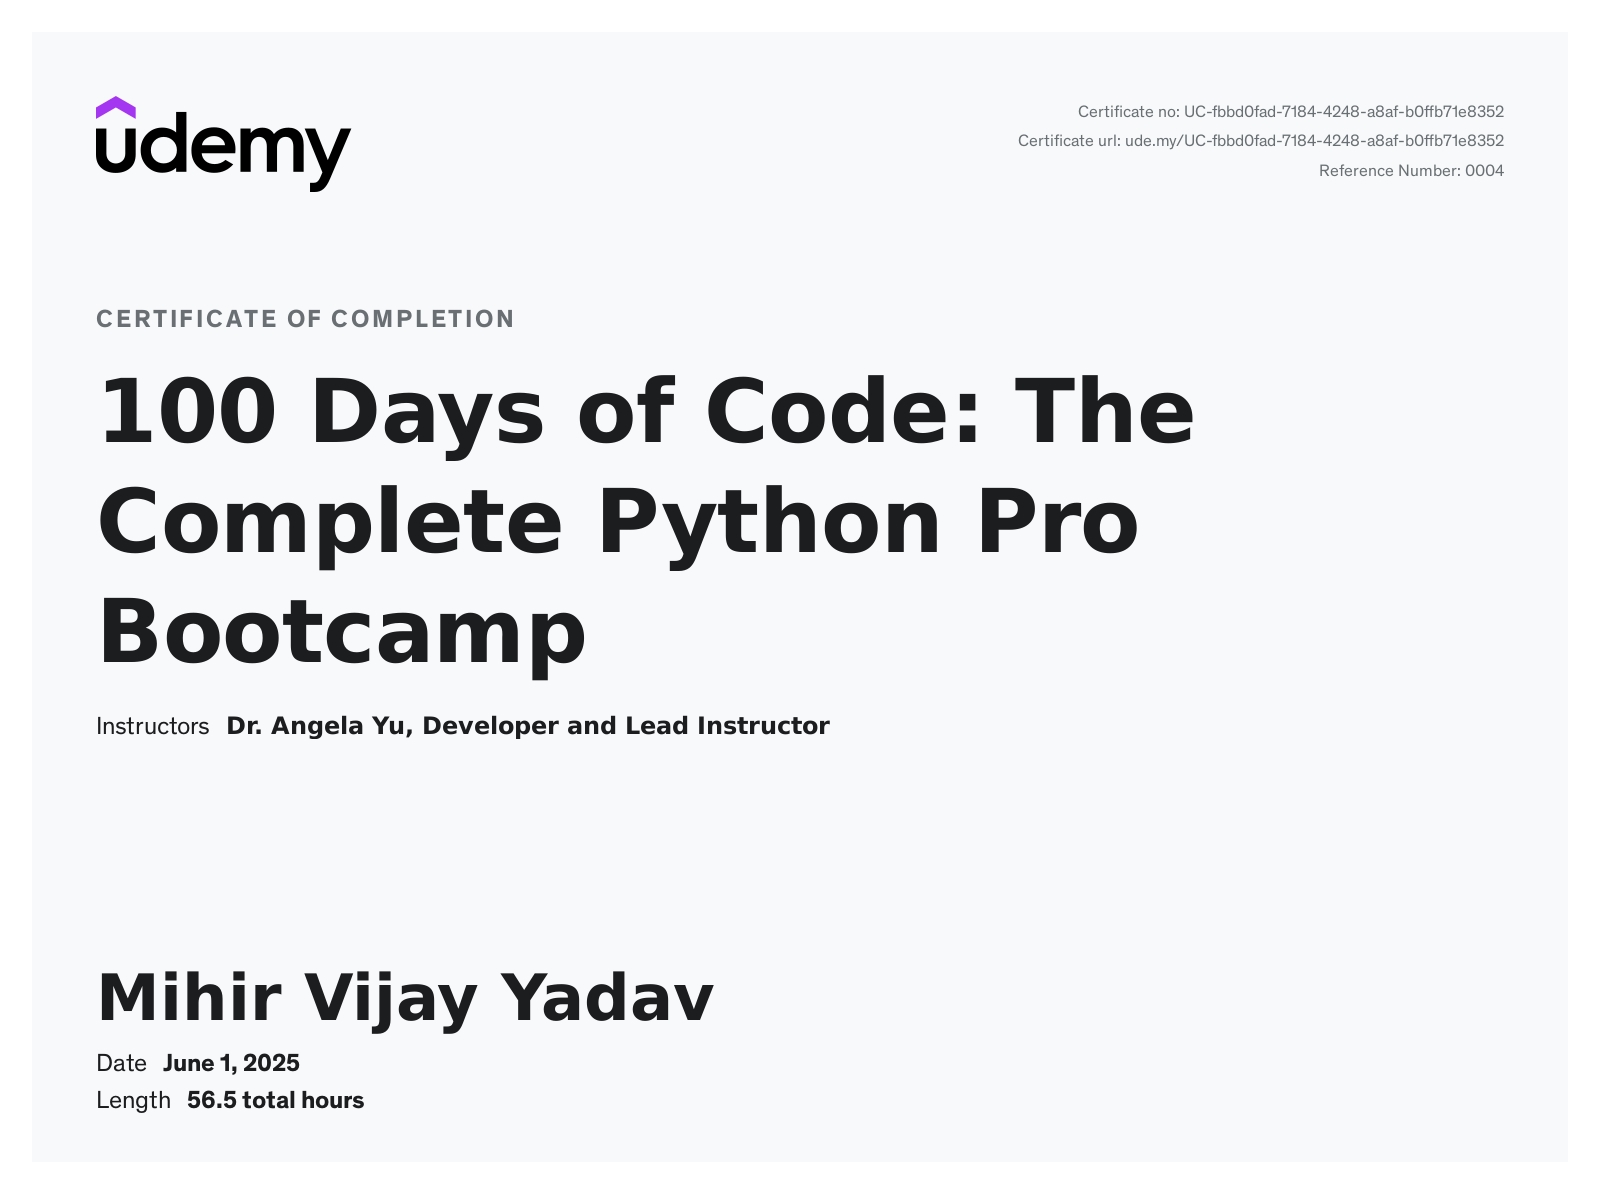 udemy
Certificate no: UC-fbbd0fad-7184-4248-a8af-b0ffb71e8352
Certificate url: ude.my/UC-fbbd0fad-7184-4248-a8af-b0ffb71e8352
Reference Number: 0004
CERTIFICATE OF COMPLETION
100 Days of Code: The
Complete Python Pro
Bootcamp
Instructors Dr. Angela Yu, Developer and Lead Instructor
Mihir Vijay Yadav
Date June 1, 2025
Length 56.5 total hours